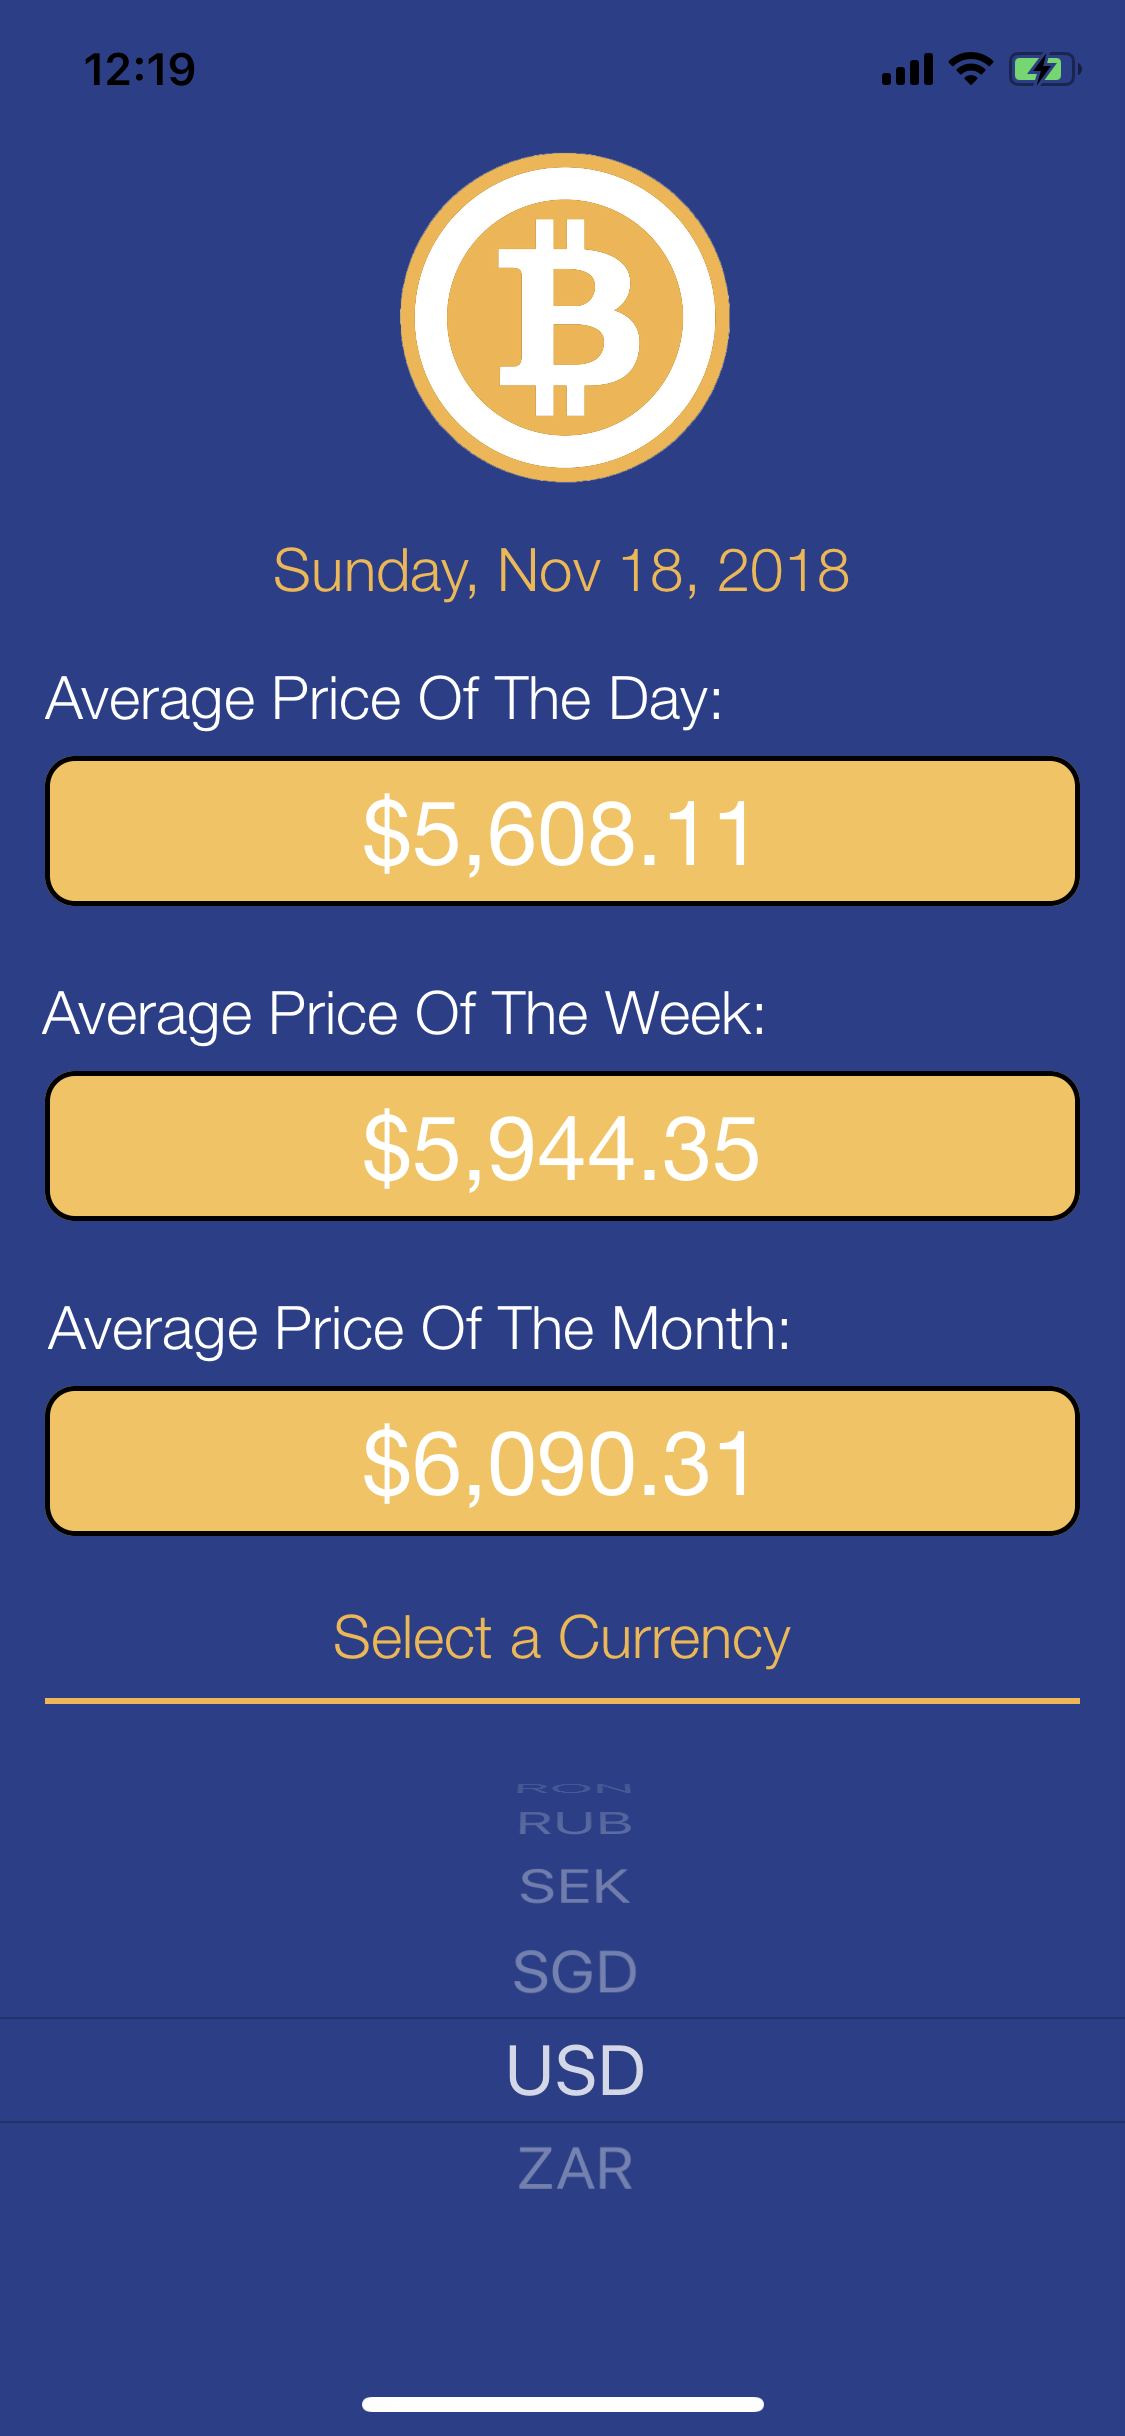 12:19
Sunday, Nov 18, 2018
Average Price Of The Day:
$5,608.11
Average Price Of The Week:
$5,944.35
Average Price Of The Month:
$6,090.31
Select a Currency
RON
RUB
SEK
SGD
USD
ZAR